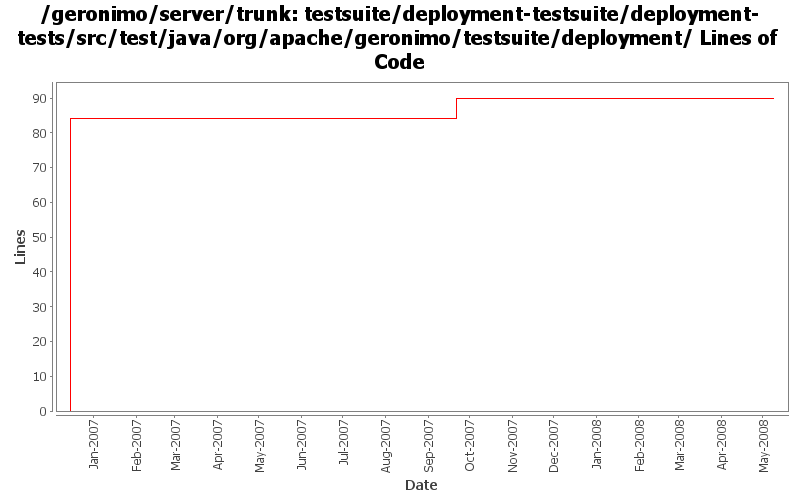 /geronimo/server/trunk: testsuite/deployment-testsuite/deployment-
tests/src/test/java/org/apache/geronimo/testsuite/deployment/ Lines of
Code
90
80
70
60
50
40
30
20
10
0
Lines
Jan-2007
Feb-2007
Mar-2007
Apr-2007
May-2007
Jun-2007
Jul-2007
Aug-2007
Sep-2007
Oct-2007
Nov-2007
Dec-2007
Jan-2008
Feb-2008
Mar-2008
Apr-2008
May-2008
Date